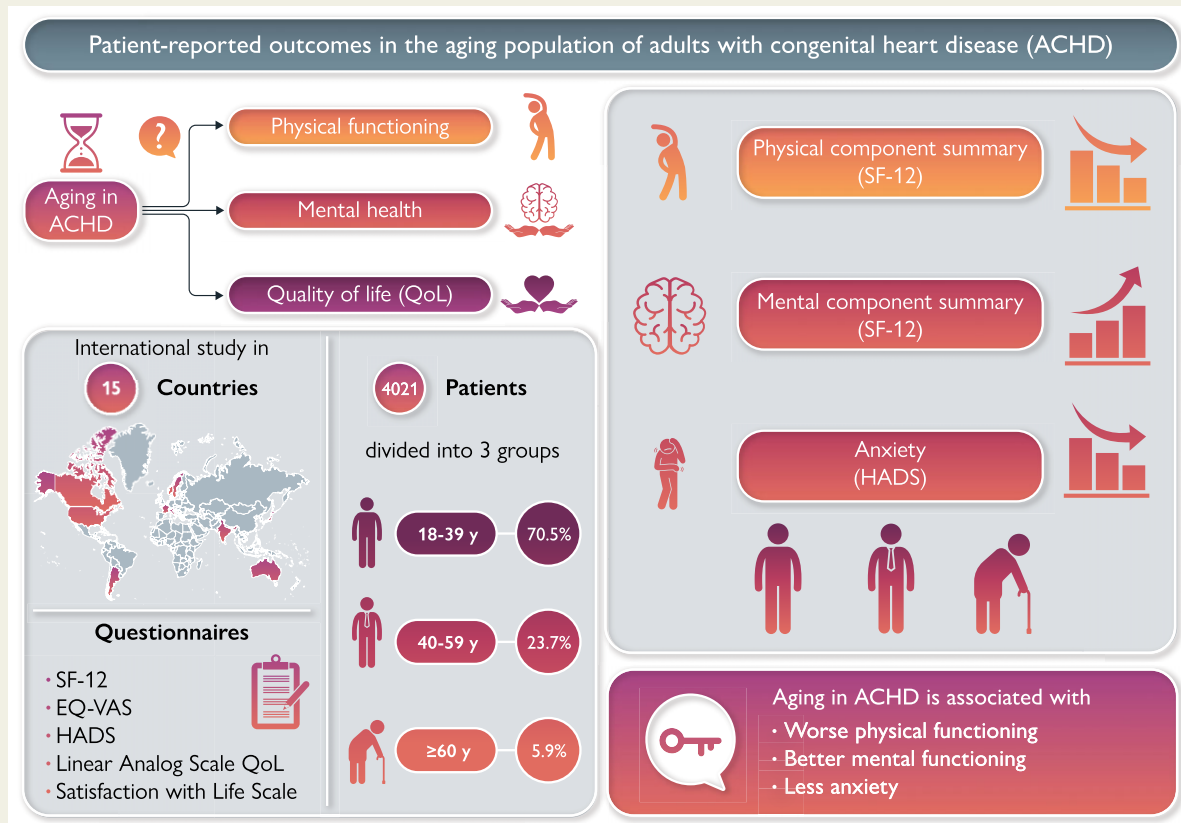 Patient-reported outcomes in the aging population of adults with congenital heart disease (ACHD)
?
Aging in
ACHD
Physical functioning
Mental health
Quality of life (QoL)
International study in
15 Countries
Questionnaires
• SF-12
• EQ-VAS
• HADS
• Linear Analog Scale QoL
• Satisfaction with Life Scale
4021 Patients
divided into 3 groups
18-39 y 70.5%
40-59 y 23.7%
≥60 y 5.9%
Physical component summary
(SF-12)
Mental component summary
(SF-12)
Anxiety
(HADS)
Aging in ACHD is associated with
• Worse physical functioning
• Better mental functioning
• Less anxiety